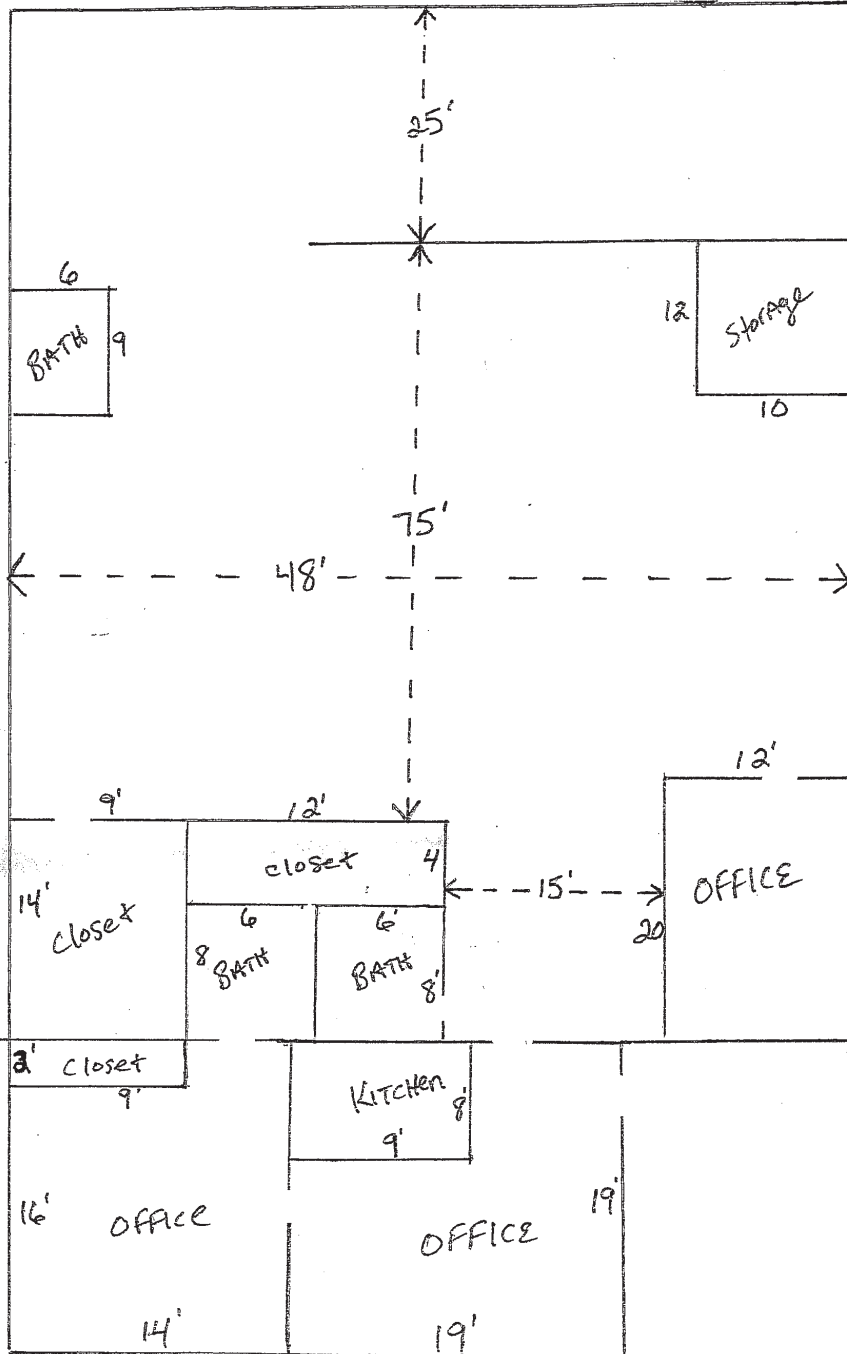 25'
6
BATH
9
12
Storage
10
75'
48'
12'
9'
12'
closet
4
14'
closet
15'
OFFICE
20
6
6'
8
BATH
BATH
8'
2'
closet
9'
KITCHEN
8'
9'
16'
OFFICE
OFFICE
19'
14'
19'